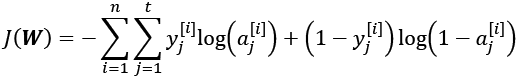 J(W) = − ∑_{i=1}^{n} ∑_{j=1}^{t} y_j^{[i]} log(a_j^{[i]}) + (1 − y_j^{[i]}) log(1 − a_j^{[i]})